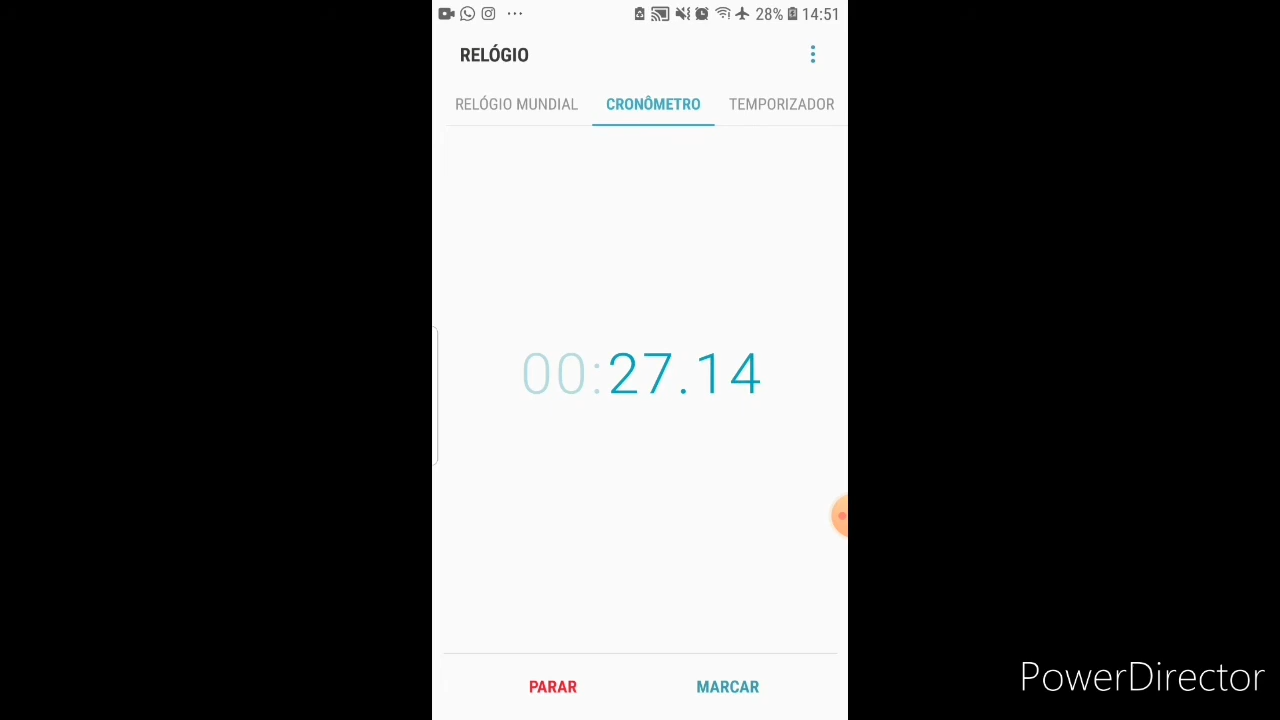 28% 14:51
RELÓGIO
RELÓGIO MUNDIAL CRONÔMETRO TEMPORIZADOR
00:27.14
PARAR MARCAR
PowerDirector